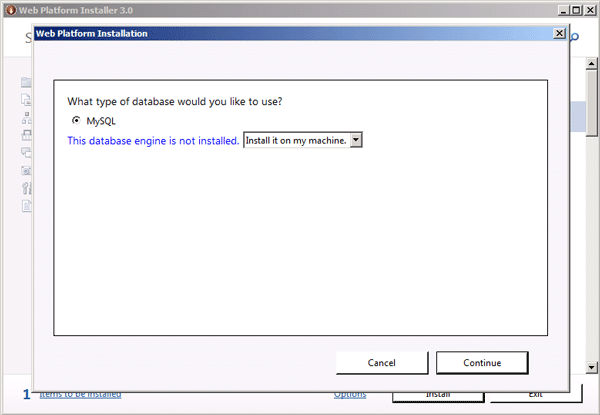 Web Platform Installer 3.0
S
Web Platform Installation
What type of database would you like to use?
MySQL
This database engine is not installed. Install it on my machine.
Cancel Continue
1 Items to be installed Options Install Exit